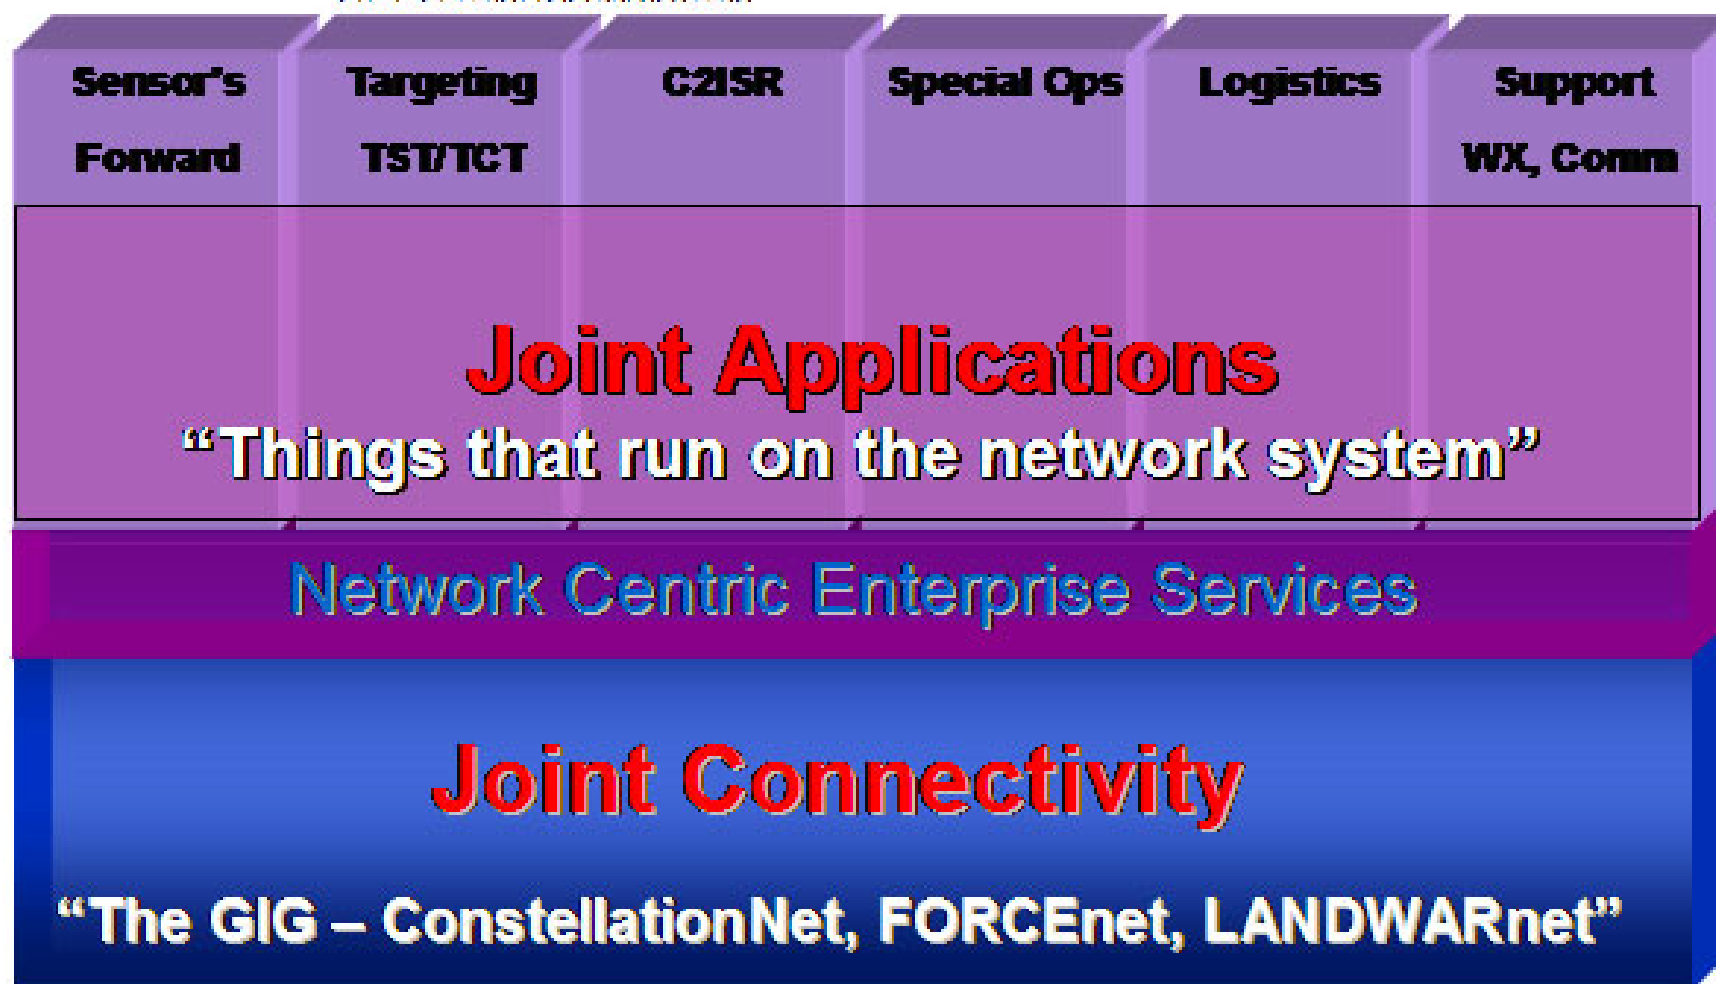 Sensor's
Forward
Targeting
TST/TCT
C2ISR
Special Ops
Logistics
Support
WX, Comm
Joint Applications
“Things that run on the network system”
Network Centric Enterprise Services
Joint Connectivity
“The GIG – ConstellationNet, FORCEnet, LANDWARnet”